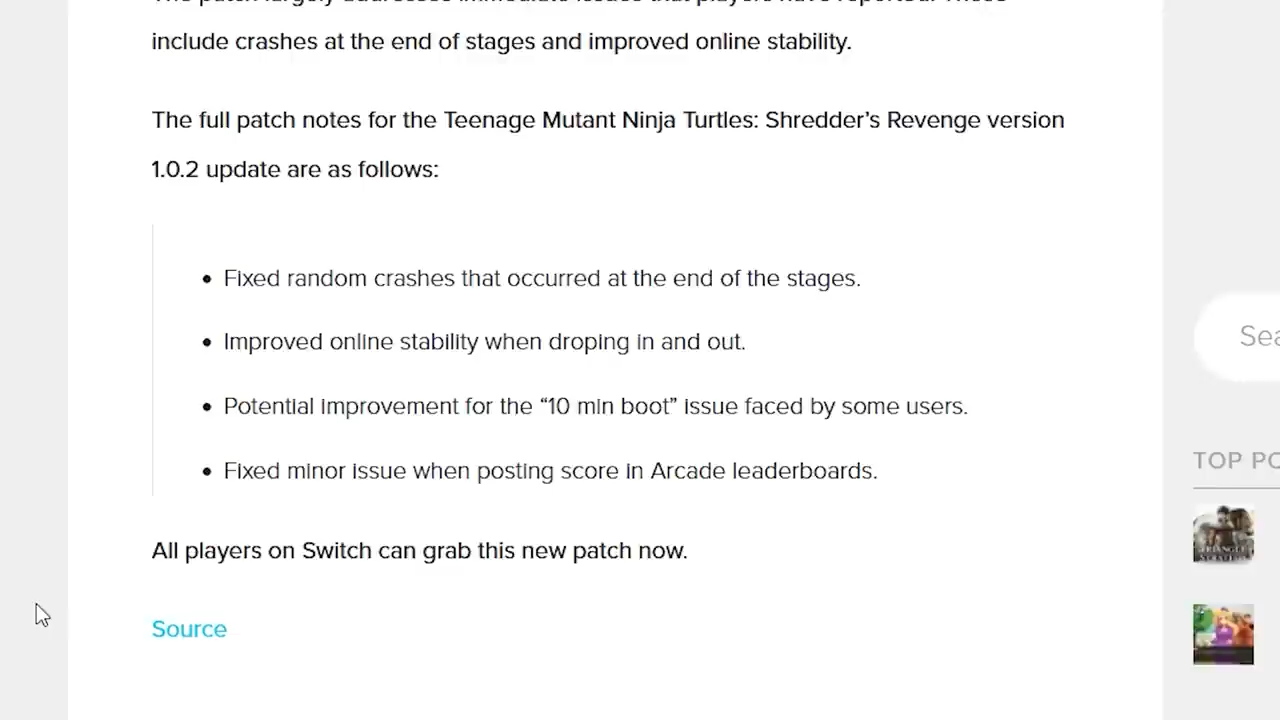 include crashes at the end of stages and improved online stability.
The full patch notes for the Teenage Mutant Ninja Turtles: Shredder’s Revenge version
1.0.2 update are as follows:
• Fixed random crashes that occurred at the end of the stages.
• Improved online stability when droping in and out.
• Potential improvement for the “10 min boot” issue faced by some users.
• Fixed minor issue when posting score in Arcade leaderboards.
All players on Switch can grab this new patch now.
Source
Sea
TOP PO
TRIANGLE
STRATEGY